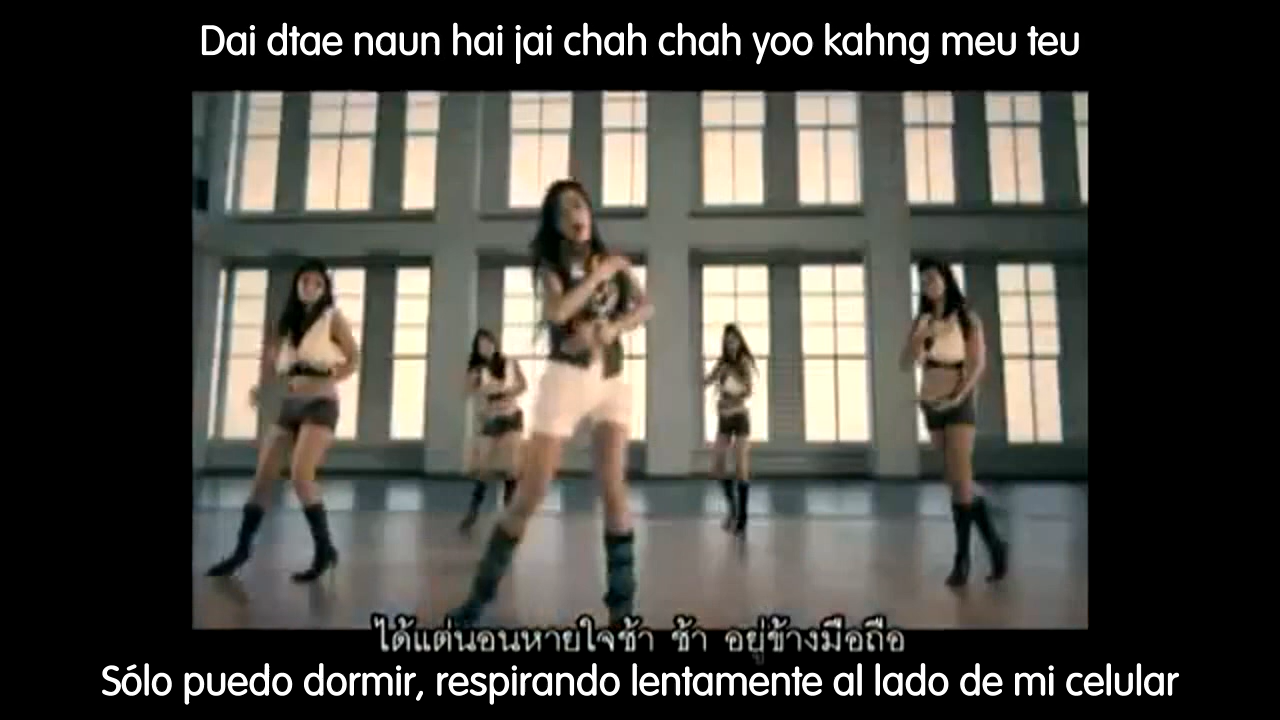 Dai dtae naun hai jai chah chah yoo kahng meu teu
ได้แต่นอนหายใจช้า ช้า อยู่ข้างมือถือ
Sólo puedo dormir, respirando lentamente al lado de mi celular